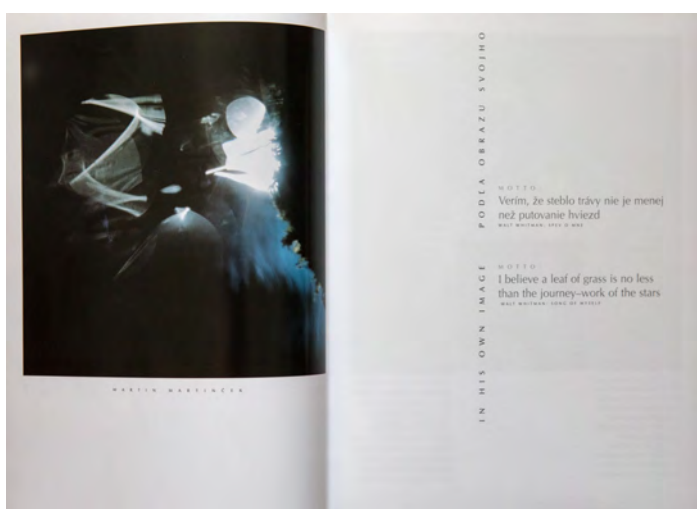 MARTIN MARTINČEK
PODĽA OBRAZU SVOJHO
MOTTO:
Verím, že steblo trávy nie je menej
než putovanie hviezd
WALT WHITMAN: SPEV O MNE
IN HIS OWN IMAGE
MOTTO:
I believe a leaf of grass is no less
than the journey–work of the stars
WALT WHITMAN: SONG OF MYSELF